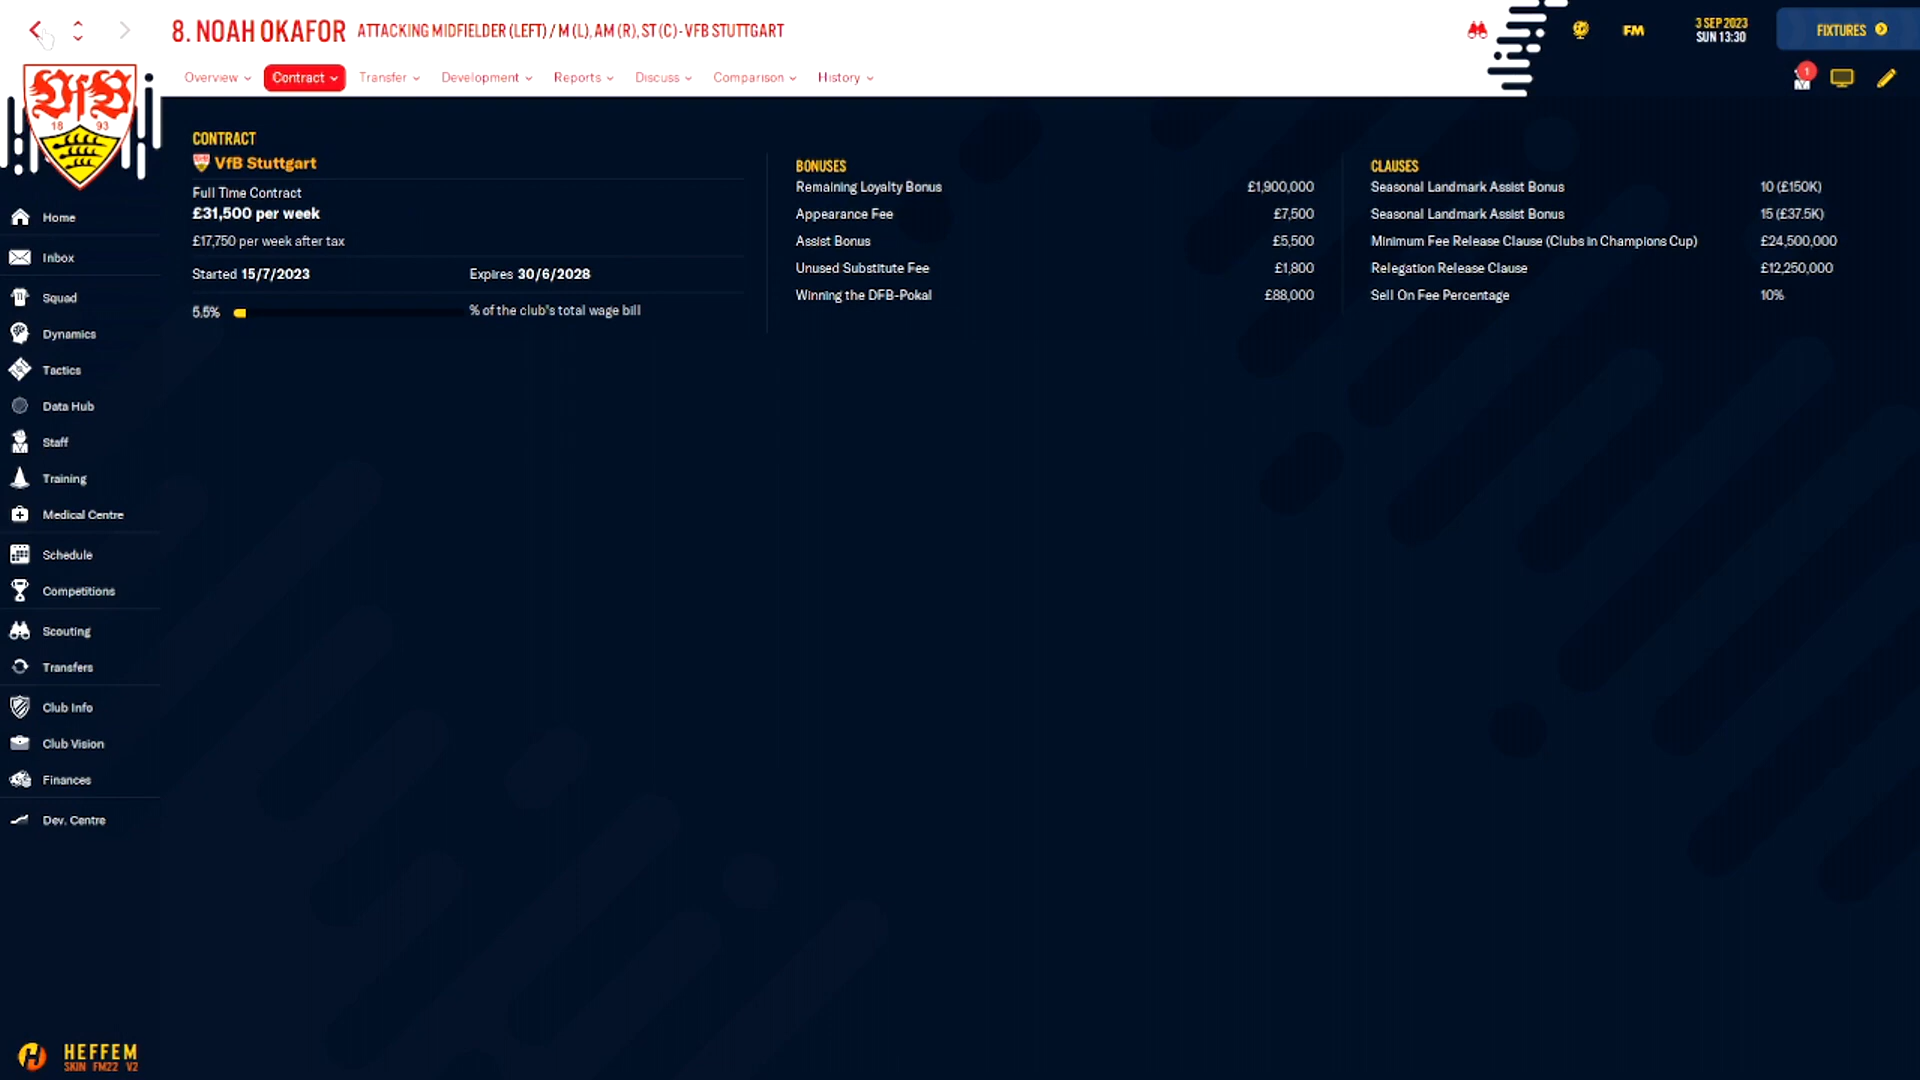 8. NOAH OKAFOR ATTACKING MIDFIELDER (LEFT) / M (L), AM (R), ST (C) - VFB STUTTGART
FM
3 SEP 2023
SUN 13:30
FIXTURES
Overview
Contract
Transfer
Development
Reports
Discuss
Comparison
History
1
VfB
18 93
Home
Inbox
Squad
Dynamics
Tactics
Data Hub
Staff
Training
Medical Centre
Schedule
Competitions
Scouting
Transfers
Club Info
Club Vision
Finances
Dev. Centre
CONTRACT
VfB Stuttgart
Full Time Contract
£31,500 per week
£17,750 per week after tax
Started 15/7/2023 Expires 30/6/2028
5.5% % of the club's total wage bill
BONUSES
Remaining Loyalty Bonus £1,900,000
Appearance Fee £7,500
Assist Bonus £5,500
Unused Substitute Fee £1,800
Winning the DFB-Pokal £88,000
CLAUSES
Seasonal Landmark Assist Bonus 10 (£150K)
Seasonal Landmark Assist Bonus 15 (£37.5K)
Minimum Fee Release Clause (Clubs in Champions Cup) £24,500,000
Relegation Release Clause £12,250,000
Sell On Fee Percentage 10%
H HEFFEM
SKIN FM22 V2